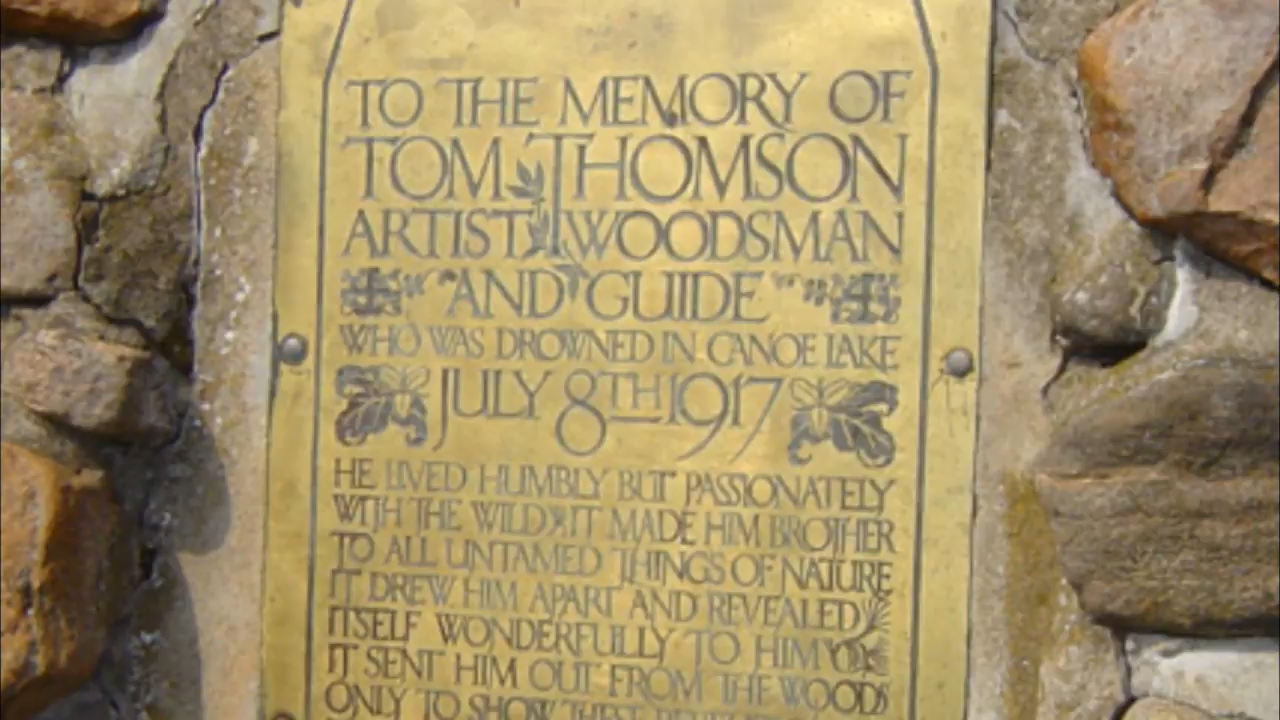 TO THE MEMORY OF
TOM THOMSON
ARTIST WOODSMAN
AND GUIDE
WHO WAS DROWNED IN CANOE LAKE
JULY 8TH 1917
HE LIVED HUMBLY BUT PASSIONATELY
WITH THE WILD IT MADE HIM BROTHER
TO ALL UNTAMED THINGS OF NATURE
IT DREW HIM APART AND REVEALED
ITSELF WONDERFULLY TO HIM
IT SENT HIM OUT FROM THE WOODS
ONLY TO SHOW THESE